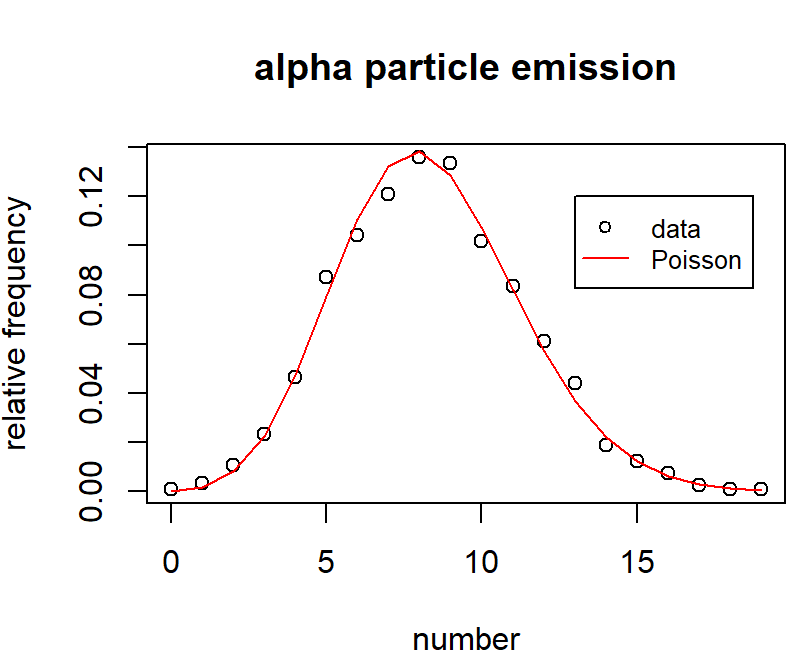 alpha particle emission
relative frequency
0.12
0.08
0.04
0.00
data
Poisson
0 5 10 15
number